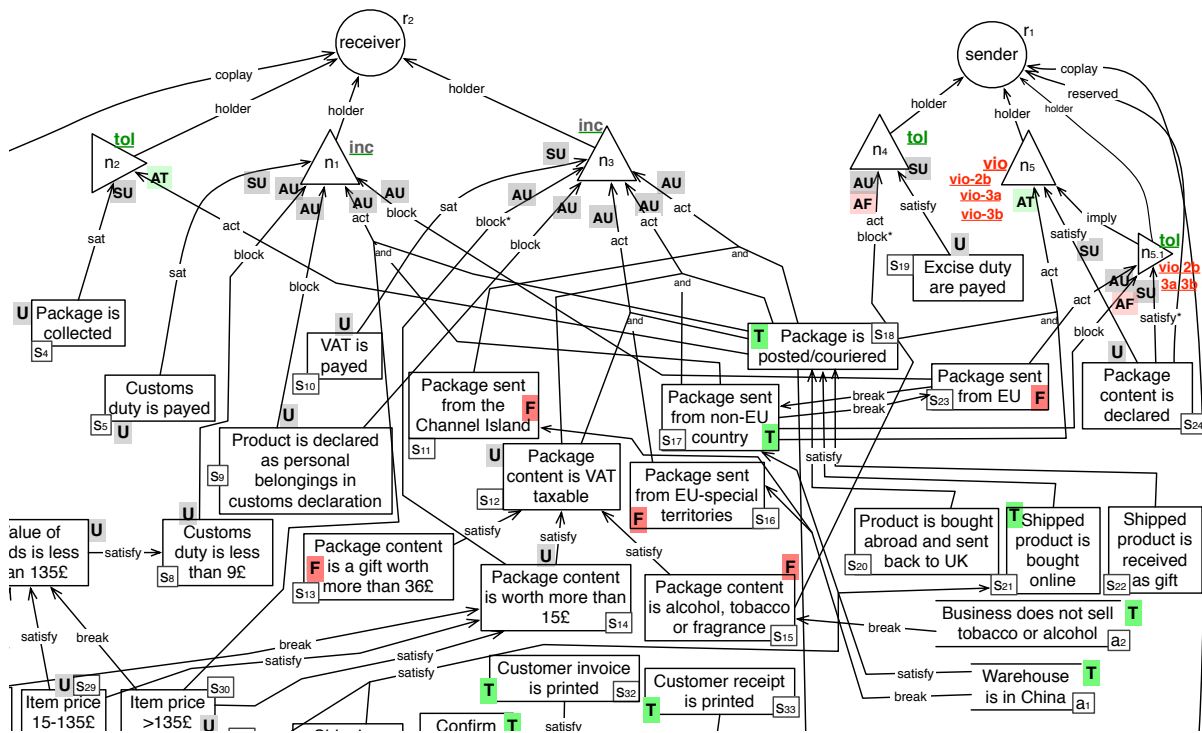 receiver
r2
r1
sender
coplay
holder
holder
holder
holder
holder
holder
coplay
reserved
tol
n2
AT
SU
inc
n1
SU
AU
AU
AU
AU
inc
n3
SU
AU
AU
AU
AU
AU
tol
n4
SU
AU
AF
vio
vio-2b
vio-3a
vio-3b
n5
AT
tol
n5.1
vio 2b
3a 3b
SU
AU
SU
AF
sat
sat
sat
block
block
block
block
block*
act
act
act
act
act
act
block*
satisfy
satisfy
imply
act
act
block
satisfy*
and
and
and
and
and
U
Package is
collected
S4
U
VAT is
payed
S10
Customs
duty is payed
S5
U
U
S19
Excise duty
are payed
T
Package is
posted/couriered
S18
Package sent
from EU
S23
F
U
Package
content is
declared
S24
Package sent
from the
Channel Island
F
S11
Package sent
from non-EU
country
S17
T
break
break
U
Product is declared
as personal
belongings in
customs declaration
S9
U
Package
content is VAT
taxable
S12
Package sent
from EU-special
territories
F
S16
satisfy
Product is bought
abroad and sent
back to UK
S20
T
Shipped
product is
bought
online
S21
Shipped
product is
received
as gift
S22
alue of
ds is less
an 135£
U
satisfy
U
Customs
duty is less
than 9£
S8
F
Package content
is a gift worth
more than 36£
S13
satisfy
satisfy
satisfy
U
Package content
is worth more than
15£
S14
F
Package content
is alcohol, tobacco
or fragrance
S15
break
Business does not sell
tobacco or alcohol
T
a2
satisfy
break
Warehouse
is in China
T
a1
satisfy
break
break
satisfy
satisfy
satisfy
U
S29
Item price
15-135£
S30
Item price
>135£
U
T
Customer invoice
is printed
S32
satisfy
T
Customer receipt
is printed
S33
Confirm
T